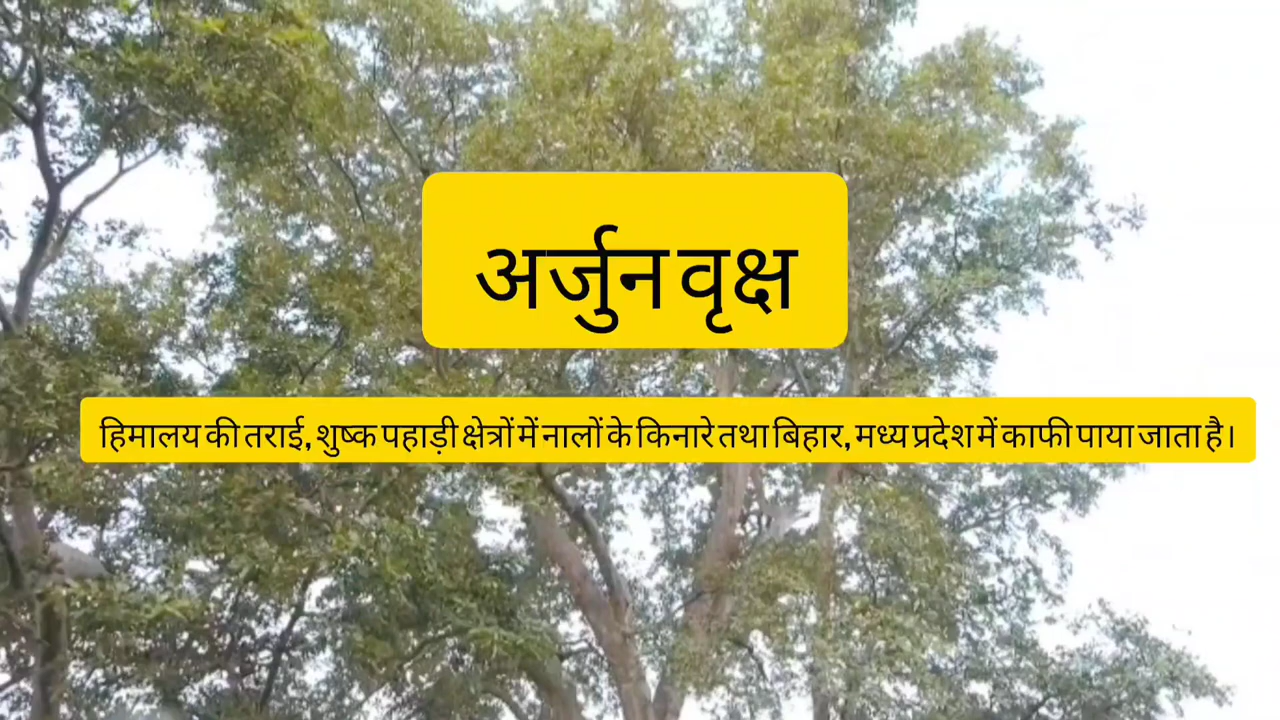 अर्जुन वृक्ष
हिमालय की तराई, शुष्क पहाड़ी क्षेत्रों में नालों के किनारे तथा बिहार, मध्य प्रदेश में काफी पाया जाता है।